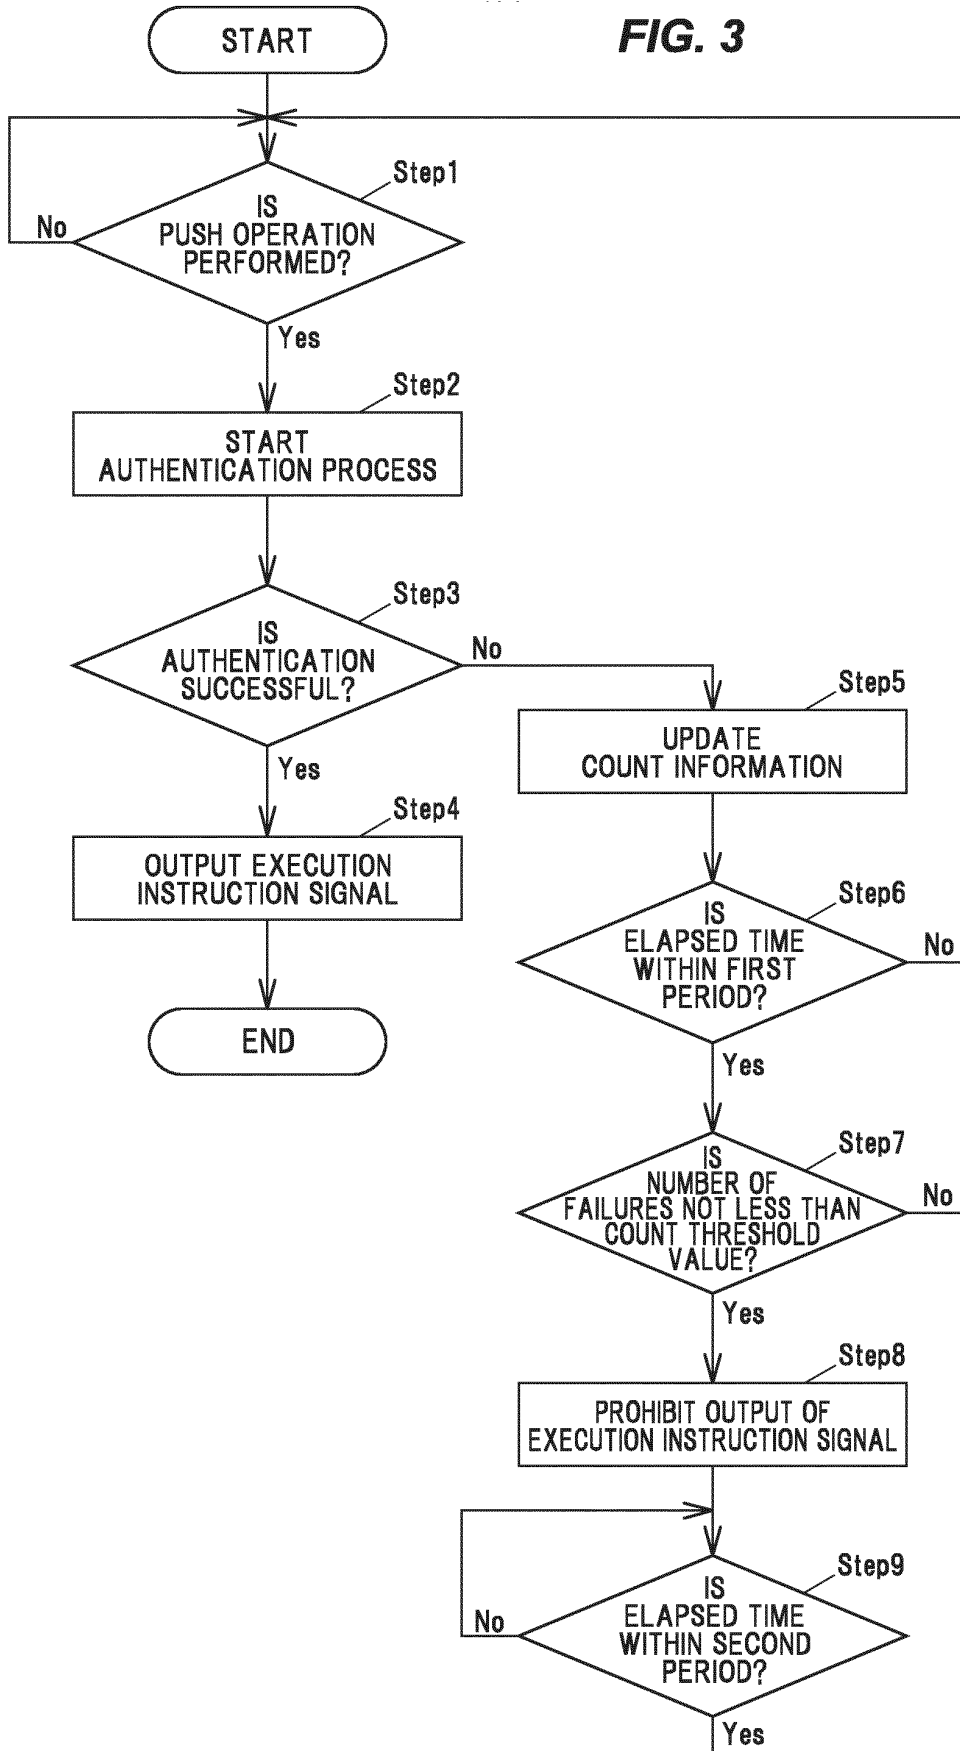 FIG. 3
START
Step1
IS
PUSH OPERATION
PERFORMED?
No
Yes
Step2
START
AUTHENTICATION PROCESS
Step3
IS
AUTHENTICATION
SUCCESSFUL?
No
Yes
Step4
OUTPUT EXECUTION
INSTRUCTION SIGNAL
END
Step5
UPDATE
COUNT INFORMATION
Step6
IS
ELAPSED TIME
WITHIN FIRST
PERIOD?
No
Yes
Step7
IS
NUMBER OF
FAILURES NOT LESS THAN
COUNT THRESHOLD
VALUE?
No
Yes
Step8
PROHIBIT OUTPUT OF
EXECUTION INSTRUCTION SIGNAL
Step9
IS
ELAPSED TIME
WITHIN SECOND
PERIOD?
No
Yes